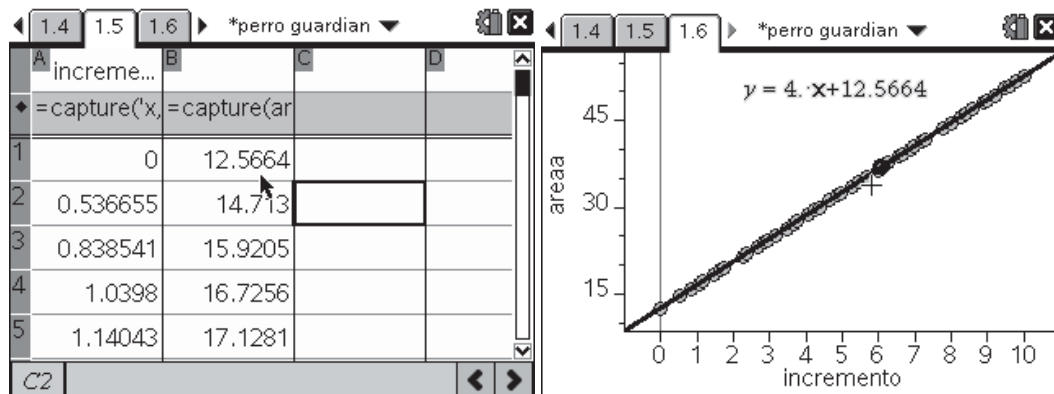 1.4 1.5 1.6 *perro guardian
A increme... B C D
=capture('x, =capture(ar
1 0 12.5664
2 0.536655 14.713
3 0.838541 15.9205
4 1.0398 16.7256
5 1.14043 17.1281
C2
1.4 1.5 1.6 *perro guardian
y = 4.·x+12.5664
45
30
15
areaa
0 1 2 3 4 5 6 7 8 9 10
incremento